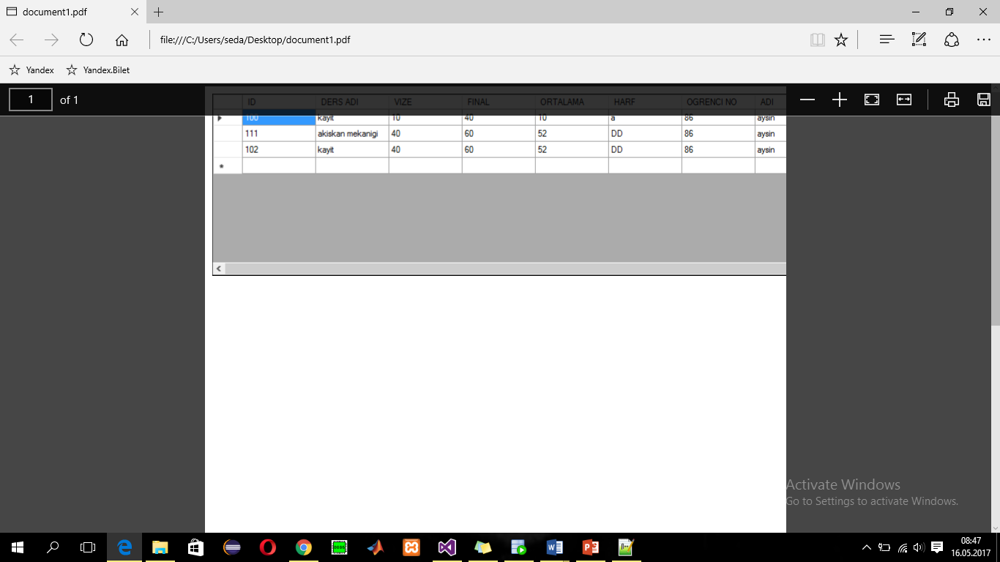 document1.pdf
file:///C:/Users/seda/Desktop/document1.pdf
Yandex Yandex.Bilet
1 of 1
ID DERS ADI VIZE FINAL ORTALAMA HARF OGRENCI NO ADI
100 kayit 10 40 10 a 86 aysin
111 akiskan mekanigi 40 60 52 DD 86 aysin
102 kayit 40 60 52 DD 86 aysin
Activate Windows
Go to Settings to activate Windows.
8086
08:47
16.05.2017